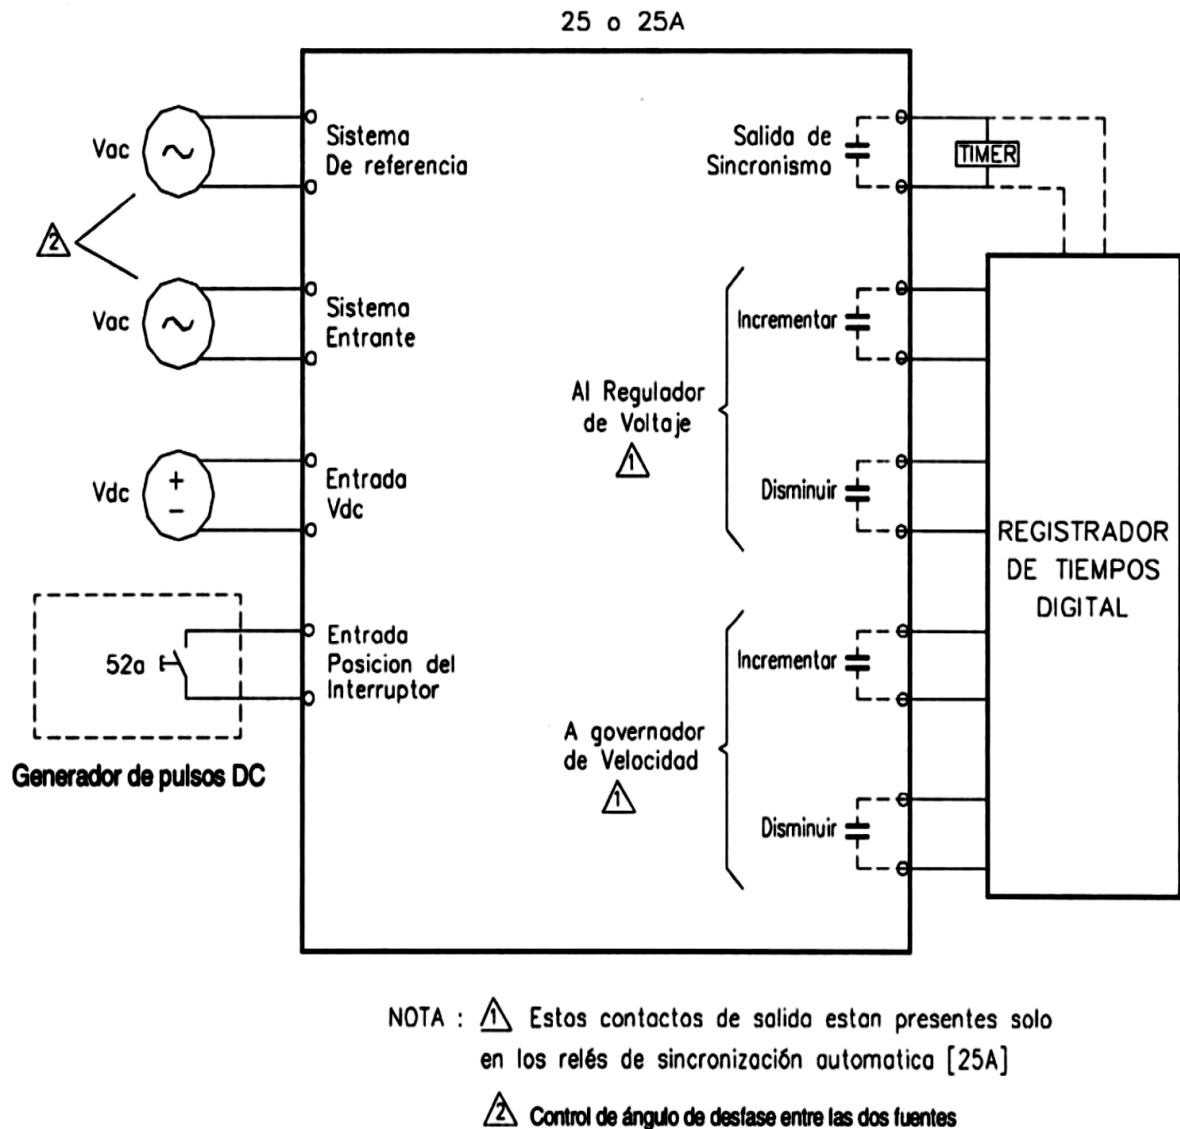 25 o 25A
Vac
Sistema
De referencia
Salida de
Sincronismo
TIMER
2
Vac
Sistema
Entrante
Incrementar
Al Regulador
de Voltaje
1
Disminuir
Vdc
+
-
Entrada
Vdc
REGISTRADOR
DE TIEMPOS
DIGITAL
52a
Entrada
Posicion del
Interruptor
Generador de pulsos DC
Incrementar
A governador
de Velocidad
1
Disminuir
NOTA : 1 Estos contactos de salida estan presentes solo
en los relés de sincronización automatica [25A]
2 Control de ángulo de desfase entre las dos fuentes